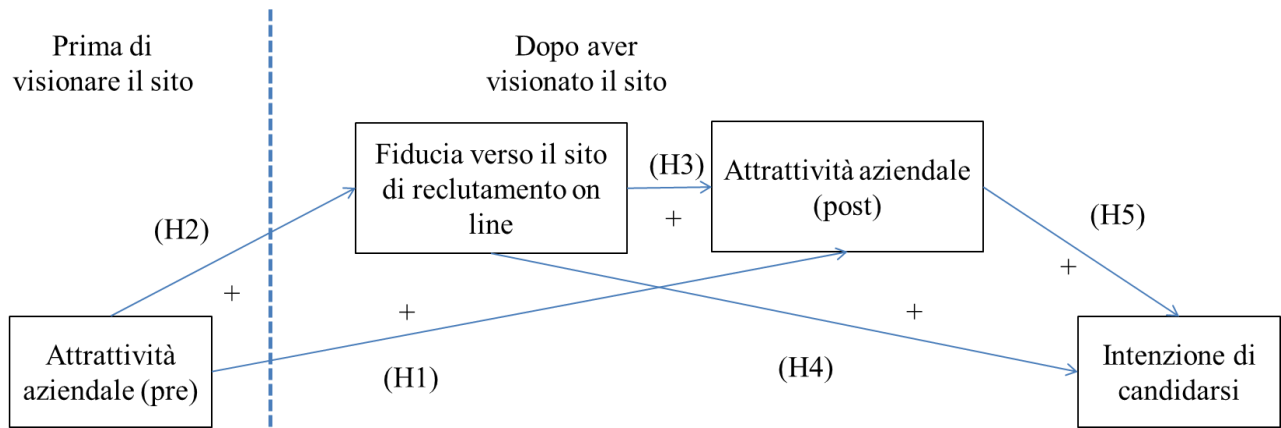 Prima di
visionare il sito
Dopo aver
visionato il sito
Fiducia verso il sito
di reclutamento on
line
(H3)
+
Attrattività aziendale
(post)
(H2)
+
(H5)
+
+
+
Attrattività
aziendale (pre)
(H1)
(H4)
Intenzione di
candidarsi